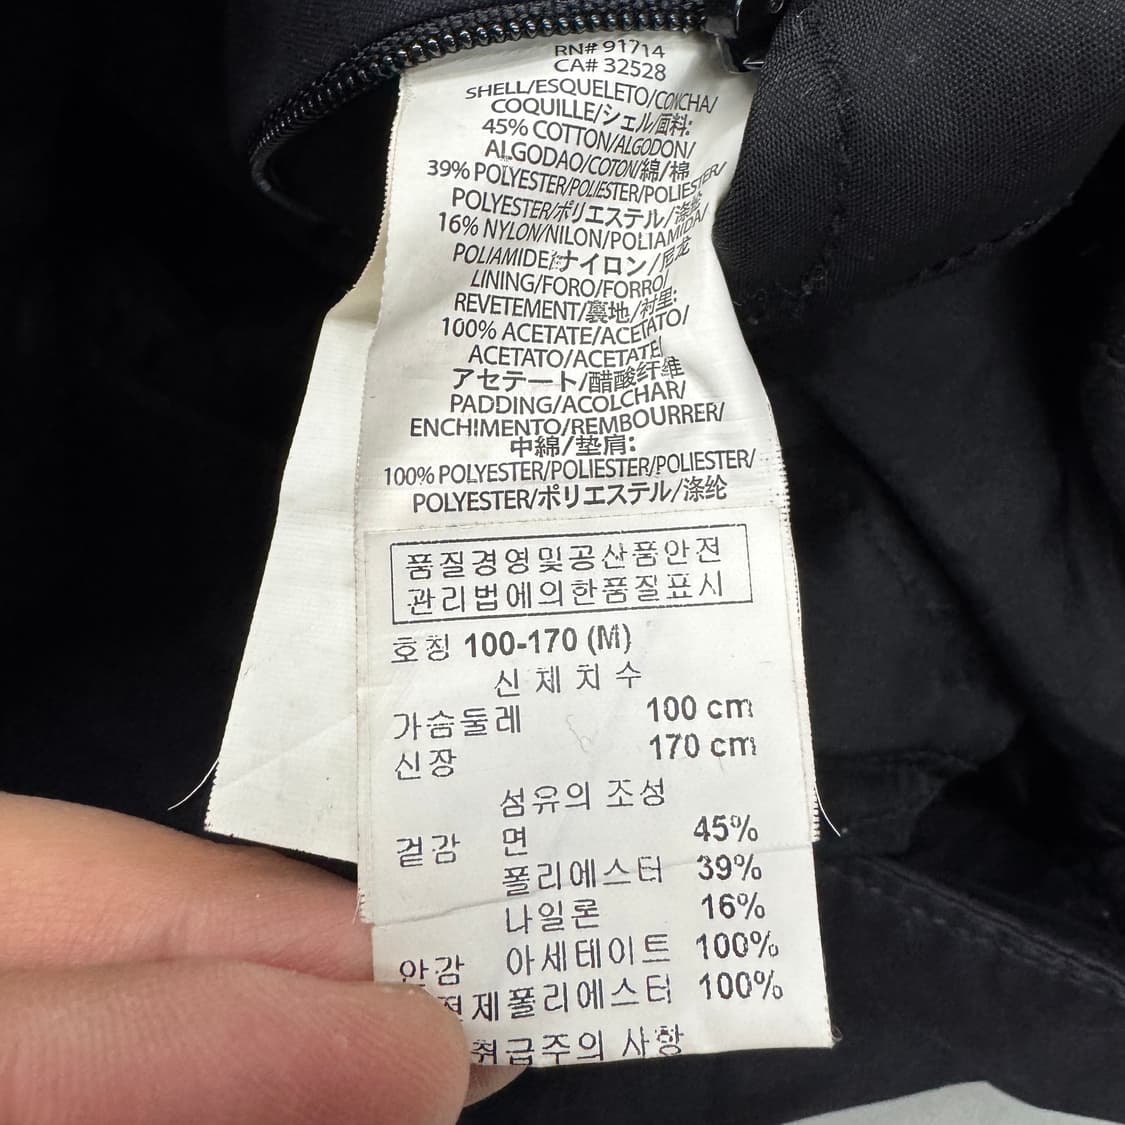 RN# 91714
CA# 32528
SHELL/ESQUELETO/CONCHA/
COQUILLE/シェル/面料:
45% COTTON/ALGODON/
ALGODAO/COTON/綿/棉
39% POLYESTER/POLIESTER/POLIESTER/
POLYESTER/ポリエステル/涤纶
16% NYLON/NILON/POLIAMIDA/
POLIAMIDE/ナイロン/尼龙
LINING/FORO/FORRO/
REVETEMENT/裏地/衬里:
100% ACETATE/ACETATO/
ACETATO/ACETATE/
アセテート/醋酸纤维
PADDING/ACOLCHAR/
ENCHIMENTO/REMBOURRER/
中綿/垫肩:
100% POLYESTER/POLIESTER/POLIESTER/
POLYESTER/ポリエステル/涤纶
품질경영및공산품안전
관리법에의한품질표시
호칭 100-170 (M)
신체치수
가슴둘레 100 cm
신장 170 cm
섬유의 조성
겉감 면 45%
폴리에스터 39%
나일론 16%
안감 아세테이트 100%
제폴리에스터 100%
취급주의 사항